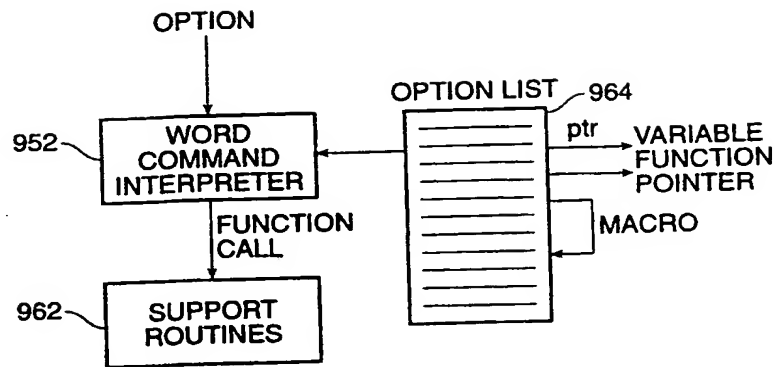 OPTION
OPTION LIST
964
952
WORD
COMMAND
INTERPRETER
ptr
VARIABLE
FUNCTION
POINTER
MACRO
FUNCTION
CALL
962
SUPPORT
ROUTINES